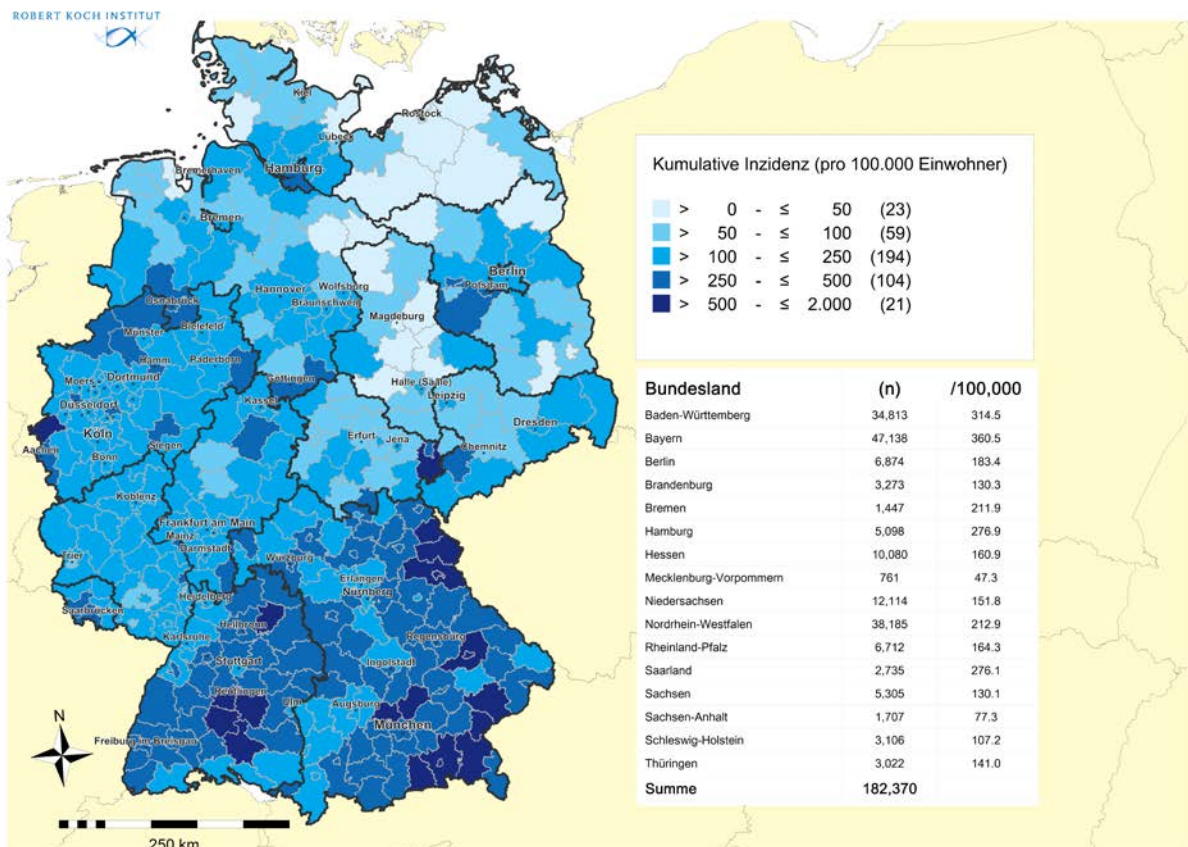 ROBERT KOCH INSTITUT
Kiel
Rostock
Lübeck
Hamburg
Bremerhaven
Bremen
Berlin
Potsdam
Wolfsburg
Hannover
Braunschweig
Osnabrück
Magdeburg
Bielefeld
Münster
Paderborn
Hamm
Göttingen
Halle (Saale)
Moers
Dortmund
Leipzig
Kassel
Düsseldorf
Dresden
Köln
Erfurt
Jena
Siegen
Chemnitz
Aachen
Bonn
Koblenz
Frankfurt am Main
Mainz
Darmstadt
Würzburg
Trier
Erlangen
Nürnberg
Heidelberg
Saarbrücken
Heilbronn
Karlsruhe
Regensburg
Stuttgart
Ingolstadt
Reutlingen
Ulm
Augsburg
München
Freiburg im Breisgau
N
250 km
Kumulative Inzidenz (pro 100.000 Einwohner)
> 0 - ≤ 50 (23)
> 50 - ≤ 100 (59)
> 100 - ≤ 250 (194)
> 250 - ≤ 500 (104)
> 500 - ≤ 2.000 (21)
Bundesland (n) /100,000
Baden-Württemberg 34,813 314.5
Bayern 47,138 360.5
Berlin 6,874 183.4
Brandenburg 3,273 130.3
Bremen 1,447 211.9
Hamburg 5,098 276.9
Hessen 10,080 160.9
Mecklenburg-Vorpommern 761 47.3
Niedersachsen 12,114 151.8
Nordrhein-Westfalen 38,185 212.9
Rheinland-Pfalz 6,712 164.3
Saarland 2,735 276.1
Sachsen 5,305 130.1
Sachsen-Anhalt 1,707 77.3
Schleswig-Holstein 3,106 107.2
Thüringen 3,022 141.0
Summe 182,370